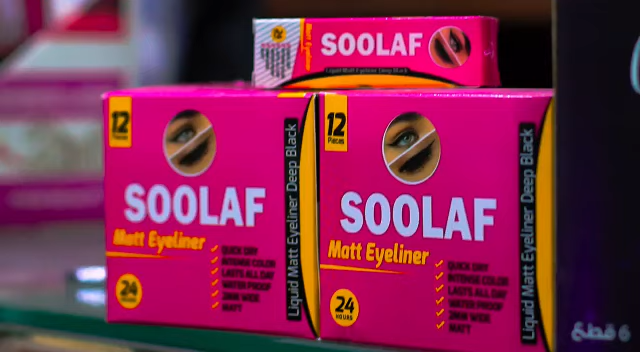 SOOLAF
Matt Eyeliner
Liquid Matt Eyeliner Deep Black
12
Pieces
SOOLAF
Matt Eyeliner
QUICK DRY
INTENSE COLOR
LASTS ALL DAY
WATER PROOF
2MM WIDE
MATT
24
HOURS
Liquid Matt Eyeliner Deep Black
12
Pieces
SOOLAF
Matt Eyeliner
QUICK DRY
INTENSE COLOR
LASTS ALL DAY
WATER PROOF
2MM WIDE
MATT
24
HOURS
Liquid Matt Eyeliner Deep Black
6 قطع